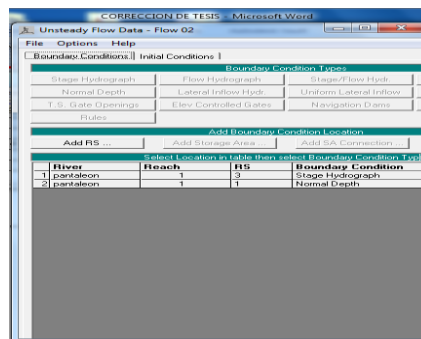 CORRECCION DE TESIS - Microsoft Word
Unsteady Flow Data - Flow 02
File Options Help
Boundary Conditions Initial Conditions
Boundary Condition Types
Stage Hydrograph Flow Hydrograph Stage/Flow Hydr.
Normal Depth Lateral Inflow Hydr. Uniform Lateral Inflow
T.S. Gate Openings Elev Controlled Gates Navigation Dams
Rules
Add Boundary Condition Location
Add RS ... Add Storage Area ... Add SA Connection ...
Select Location in table then select Boundary Condition Typ
River Reach RS Boundary Condition
1 pantaleon 1 3 Stage Hydrograph
2 pantaleon 1 1 Normal Depth